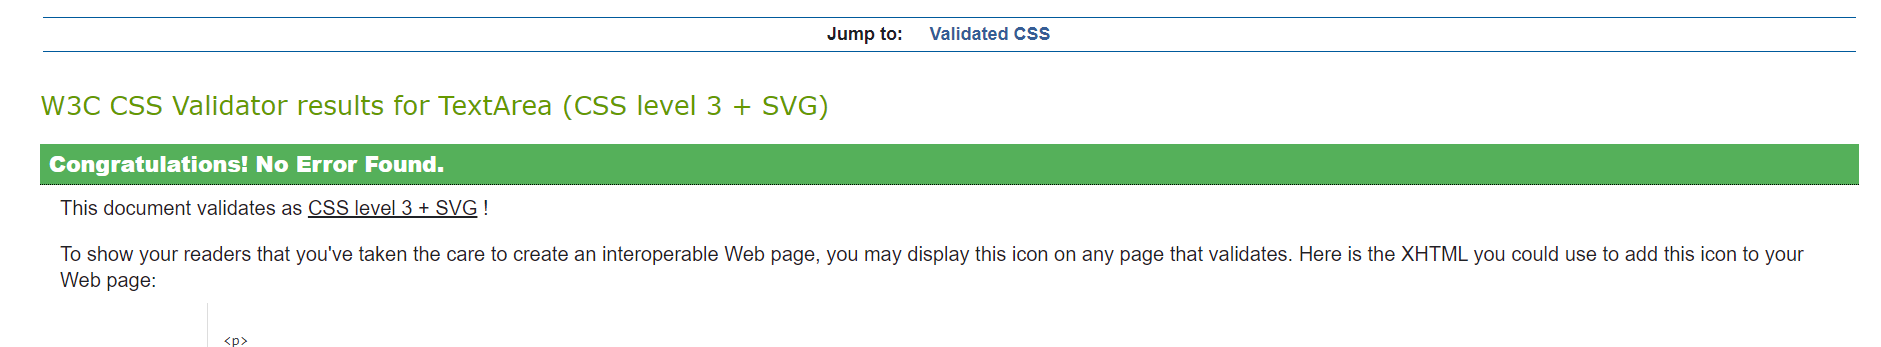 Jump to: Validated CSS
W3C CSS Validator results for TextArea (CSS level 3 + SVG)
Congratulations! No Error Found.
This document validates as CSS level 3 + SVG !
To show your readers that you've taken the care to create an interoperable Web page, you may display this icon on any page that validates. Here is the XHTML you could use to add this icon to your
Web page:
<p>